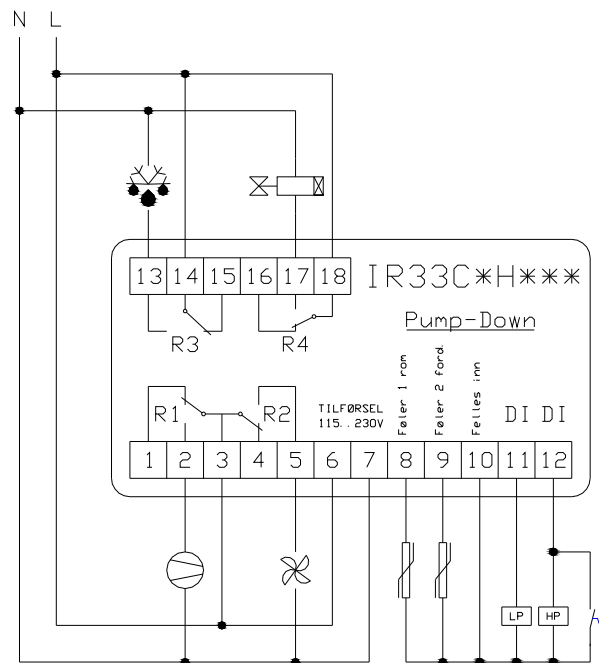 N L
13 14 15 16 17 18
IR33C*H***
Pump-Down
R3 R4
R1 R2
TILFØRSEL
115..230V
Føler 1 rom
Føler 2 ford.
Felles inn
DI DI
1 2 3 4 5 6 7 8 9 10 11 12
LP HP